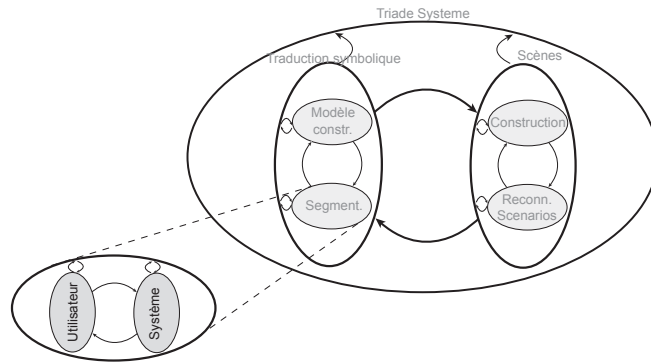 Triade Systeme
Traduction symbolique
Scènes
Modèle
constr.
Construction
Segment.
Reconn.
Scenarios
Utilisateur
Système